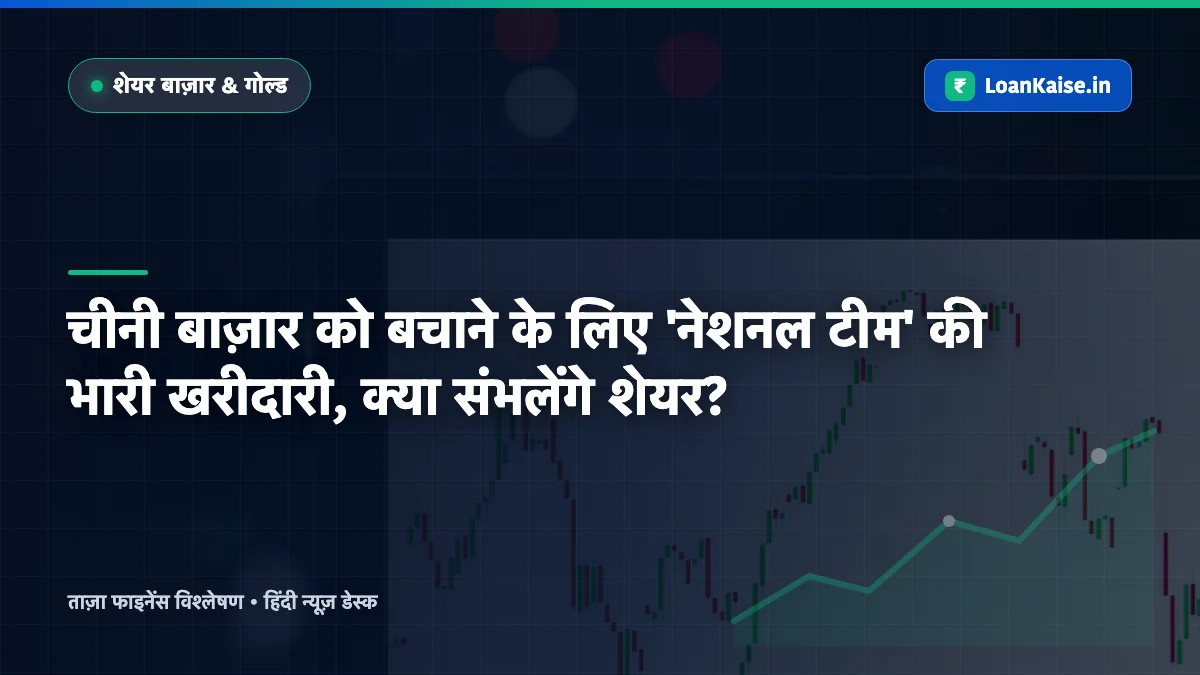 शेयर बाज़ार & गोल्ड
₹ LoanKaise.in
चीनी बाज़ार को बचाने के लिए 'नेशनल टीम' की
भारी खरीदारी, क्या संभलेंगे शेयर?
ताज़ा फाइनेंस विश्लेषण • हिंदी न्यूज़ डेस्क